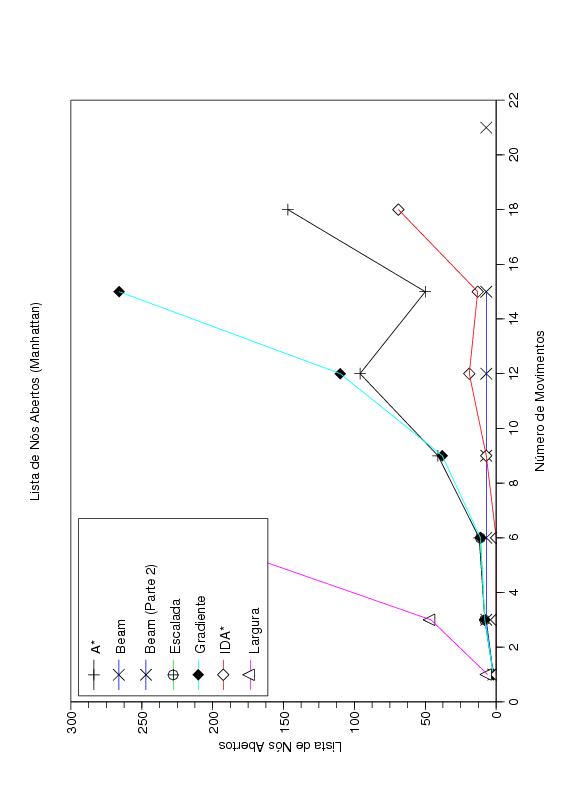 Lista de Nós Abertos (Manhattan)
300
250
200
150
100
50
0
Lista de Nós Abertos
0
2
4
6
8
10
12
14
16
18
20
22
Número de Movimentos
A*
Beam
Beam (Parte 2)
Escalada
Gradiente
IDA*
Largura